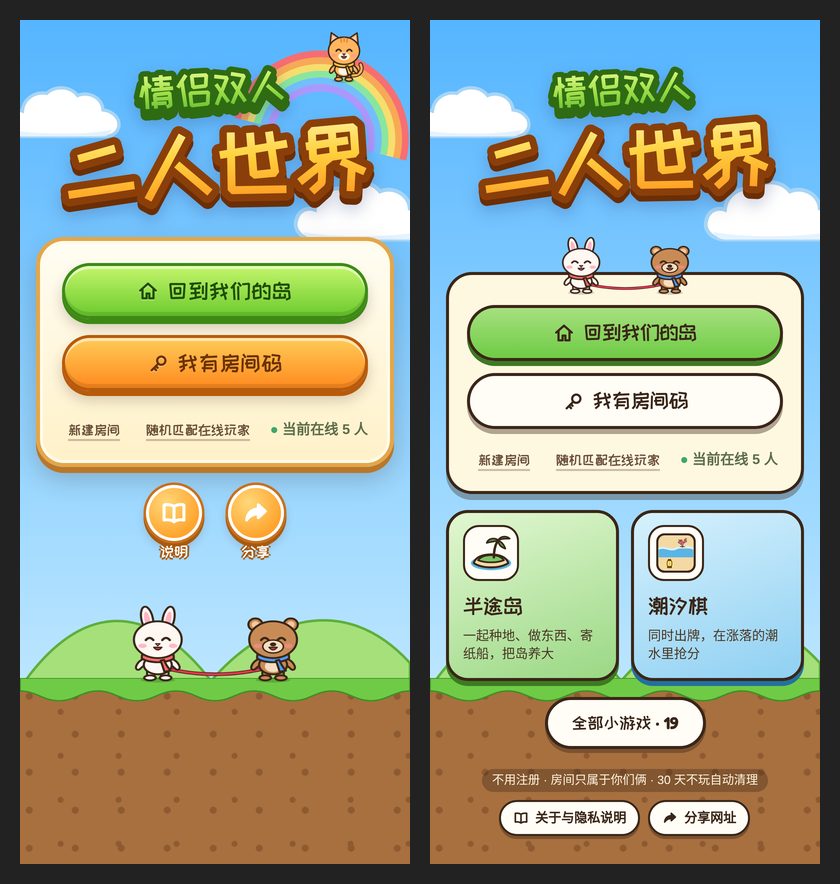 情侣双人
二人世界
回到我们的岛
我有房间码
新建房间 随机匹配在线玩家 当前在线 5 人
说明 分享
情侣双人
二人世界
回到我们的岛
我有房间码
新建房间 随机匹配在线玩家 当前在线 5 人
半途岛
一起种地、做东西、寄
纸船，把岛养大
潮汐棋
同时出牌，在涨落的潮
水里抢分
全部小游戏 · 19
不用注册 · 房间只属于你们俩 · 30 天不玩自动清理
关于与隐私说明 分享网址